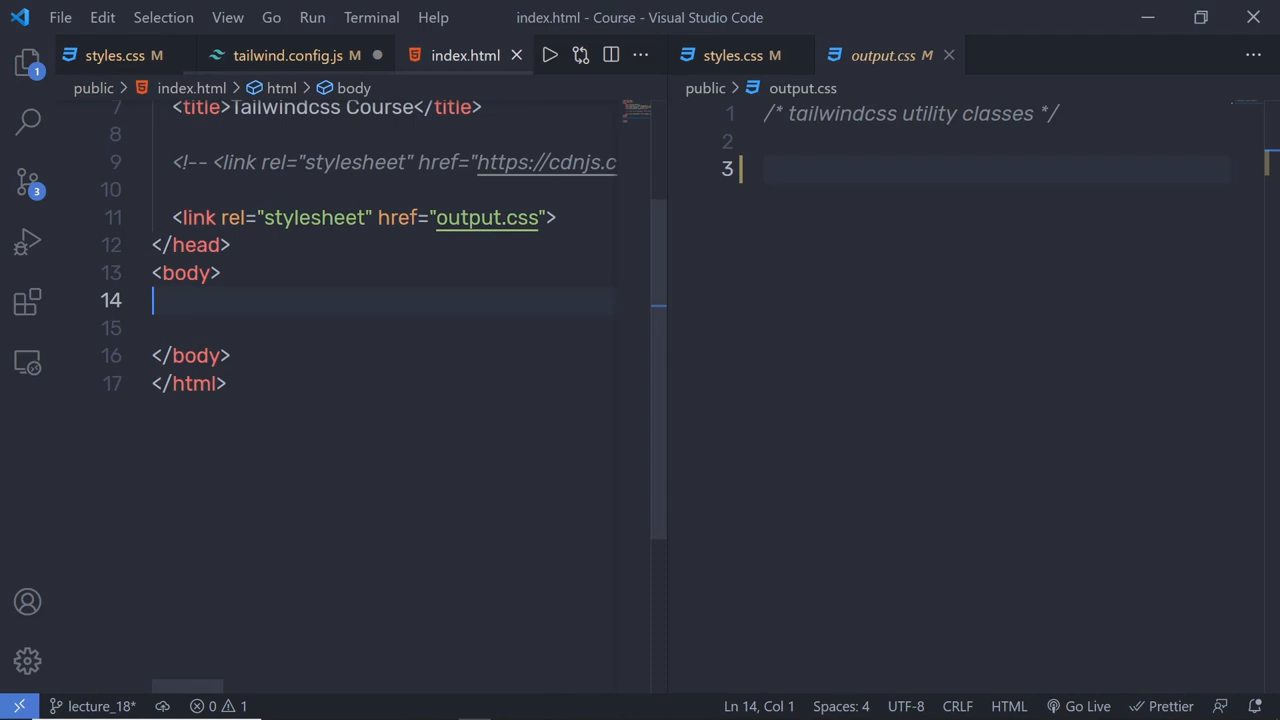 File Edit Selection View Go Run Terminal Help index.html - Course - Visual Studio Code
styles.css M tailwind.config.js M index.html styles.css M output.css M
public > index.html > html > body public > output.css
7 <title>Tailwindcss Course</title>
8
9 <!-- <link rel="stylesheet" href="https://cdnjs.c
10
11 <link rel="stylesheet" href="output.css">
12 </head>
13 <body>
14
15
16 </body>
17 </html>
1 /* tailwindcss utility classes */
2
3
1
3
lecture_18* 0 1 Ln 14, Col 1 Spaces: 4 UTF-8 CRLF HTML Go Live Prettier